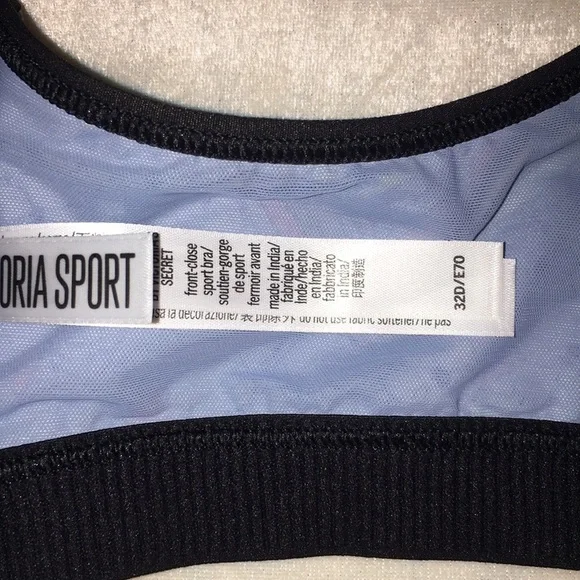 ORIA SPORT
SECRET
front-close
sport bra/
soutien-gorge
de sport
fermoir avant
made in India/
fabriqué en
Inde/hecho
en India/
fabbricato
in India/
印度制造
32D/E70
sa la decorazione/
do not use fabric softener/ne pas